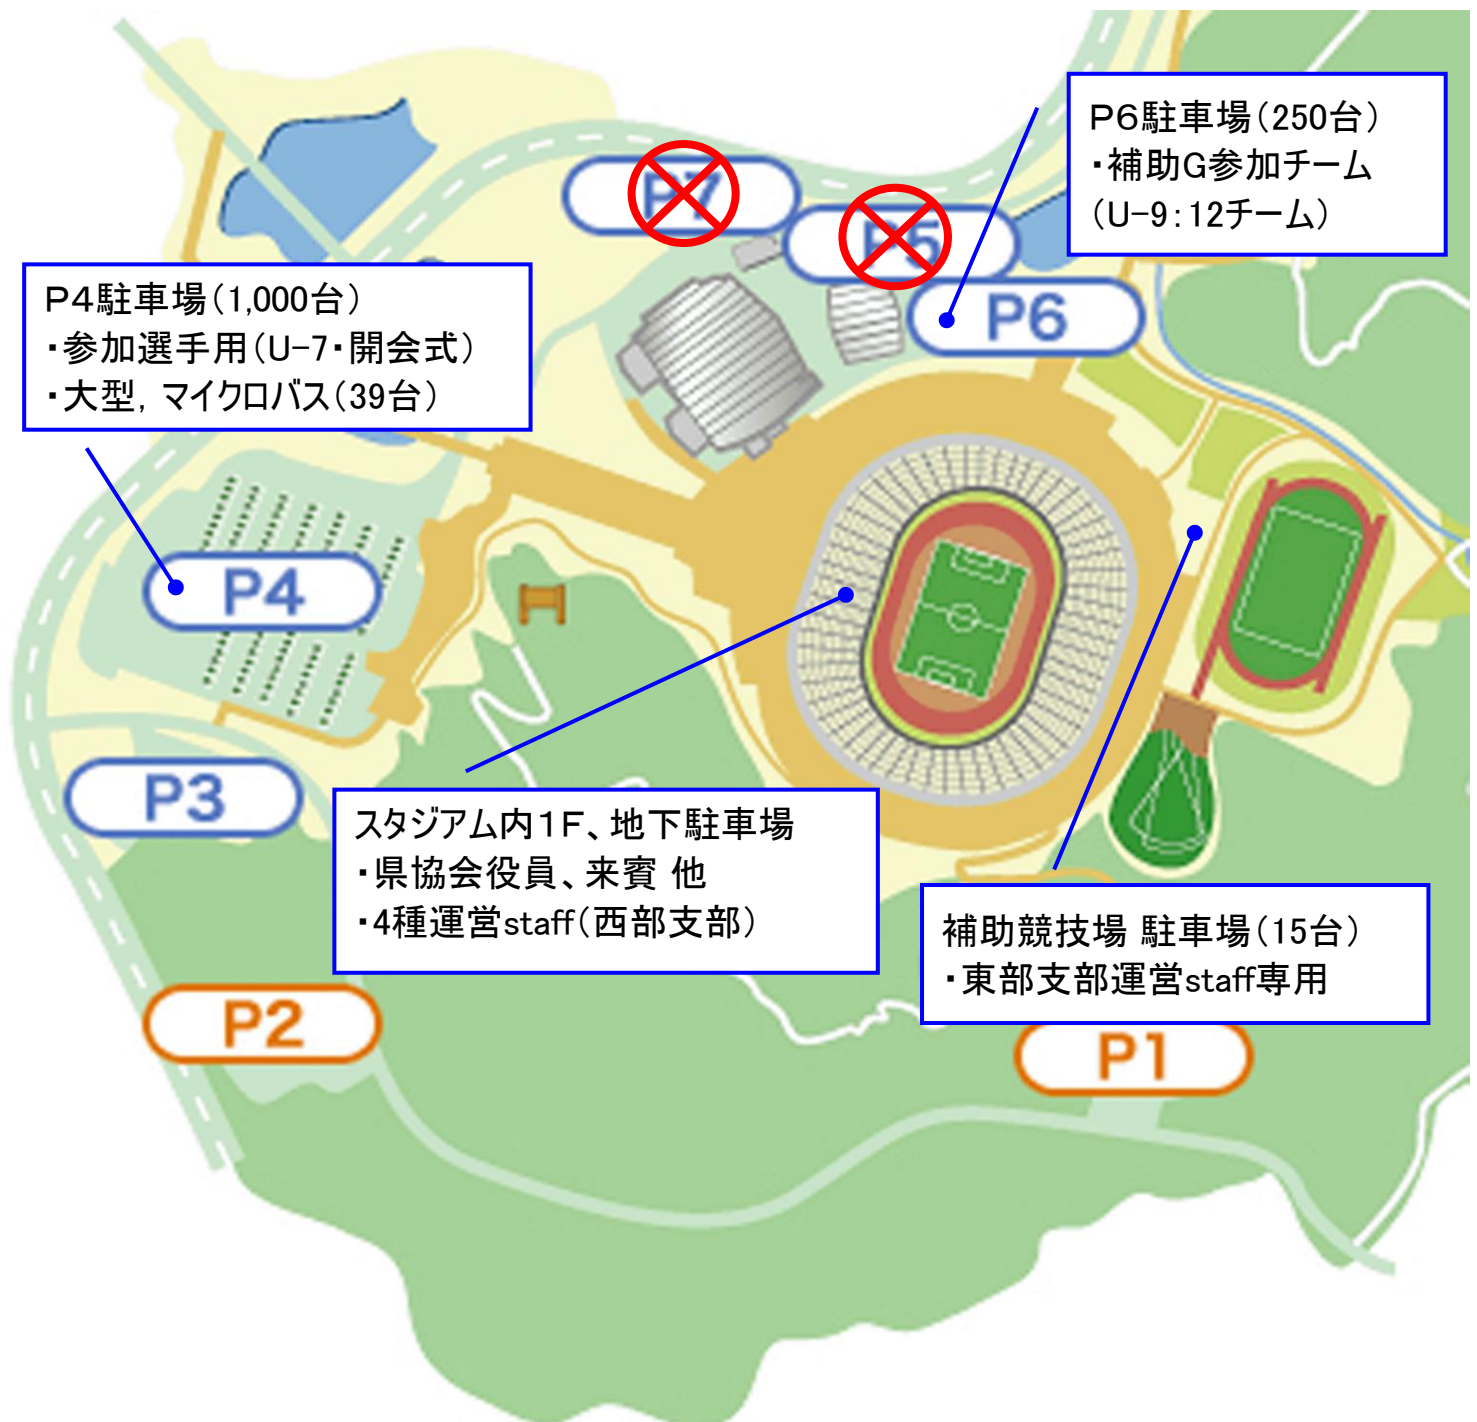 P6駐車場(250台)
・補助G参加チーム
(U-9:12チーム)
P7
P5
P6
P4駐車場(1,000台)
・参加選手用(U-7・開会式)
・大型, マイクロバス(39台)
P4
P3
スタジアム内1F、地下駐車場
・県協会役員、来賓 他
・4種運営staff(西部支部)
補助競技場 駐車場(15台)
・東部支部運営staff専用
P2
P1